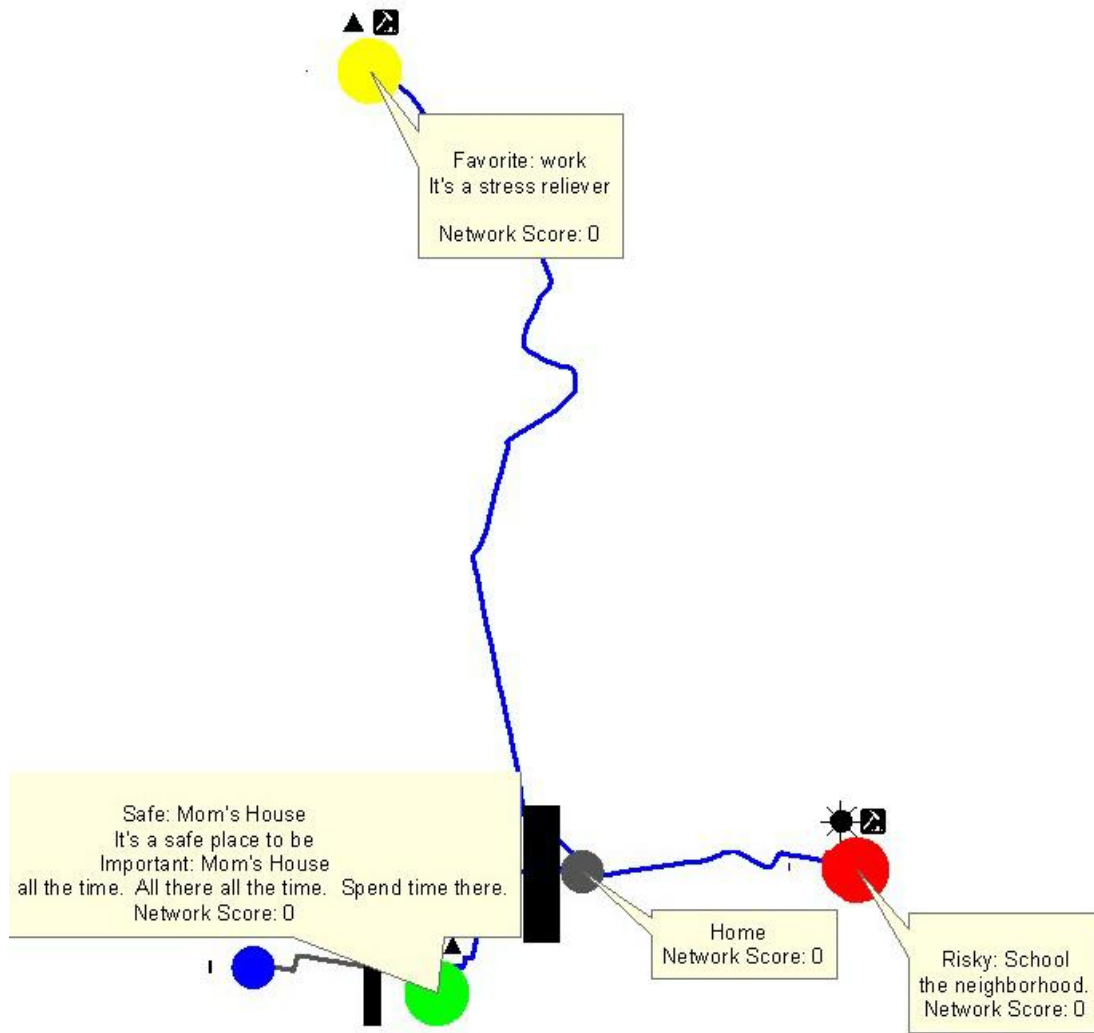 Favorite: work
It's a stress reliever
Network Score: 0
Safe: Mom's House
It's a safe place to be
Important: Mom's House
all the time.  All there all the time.  Spend time there.
Network Score: 0
Home
Network Score: 0
Risky: School
the neighborhood.
Network Score: 0